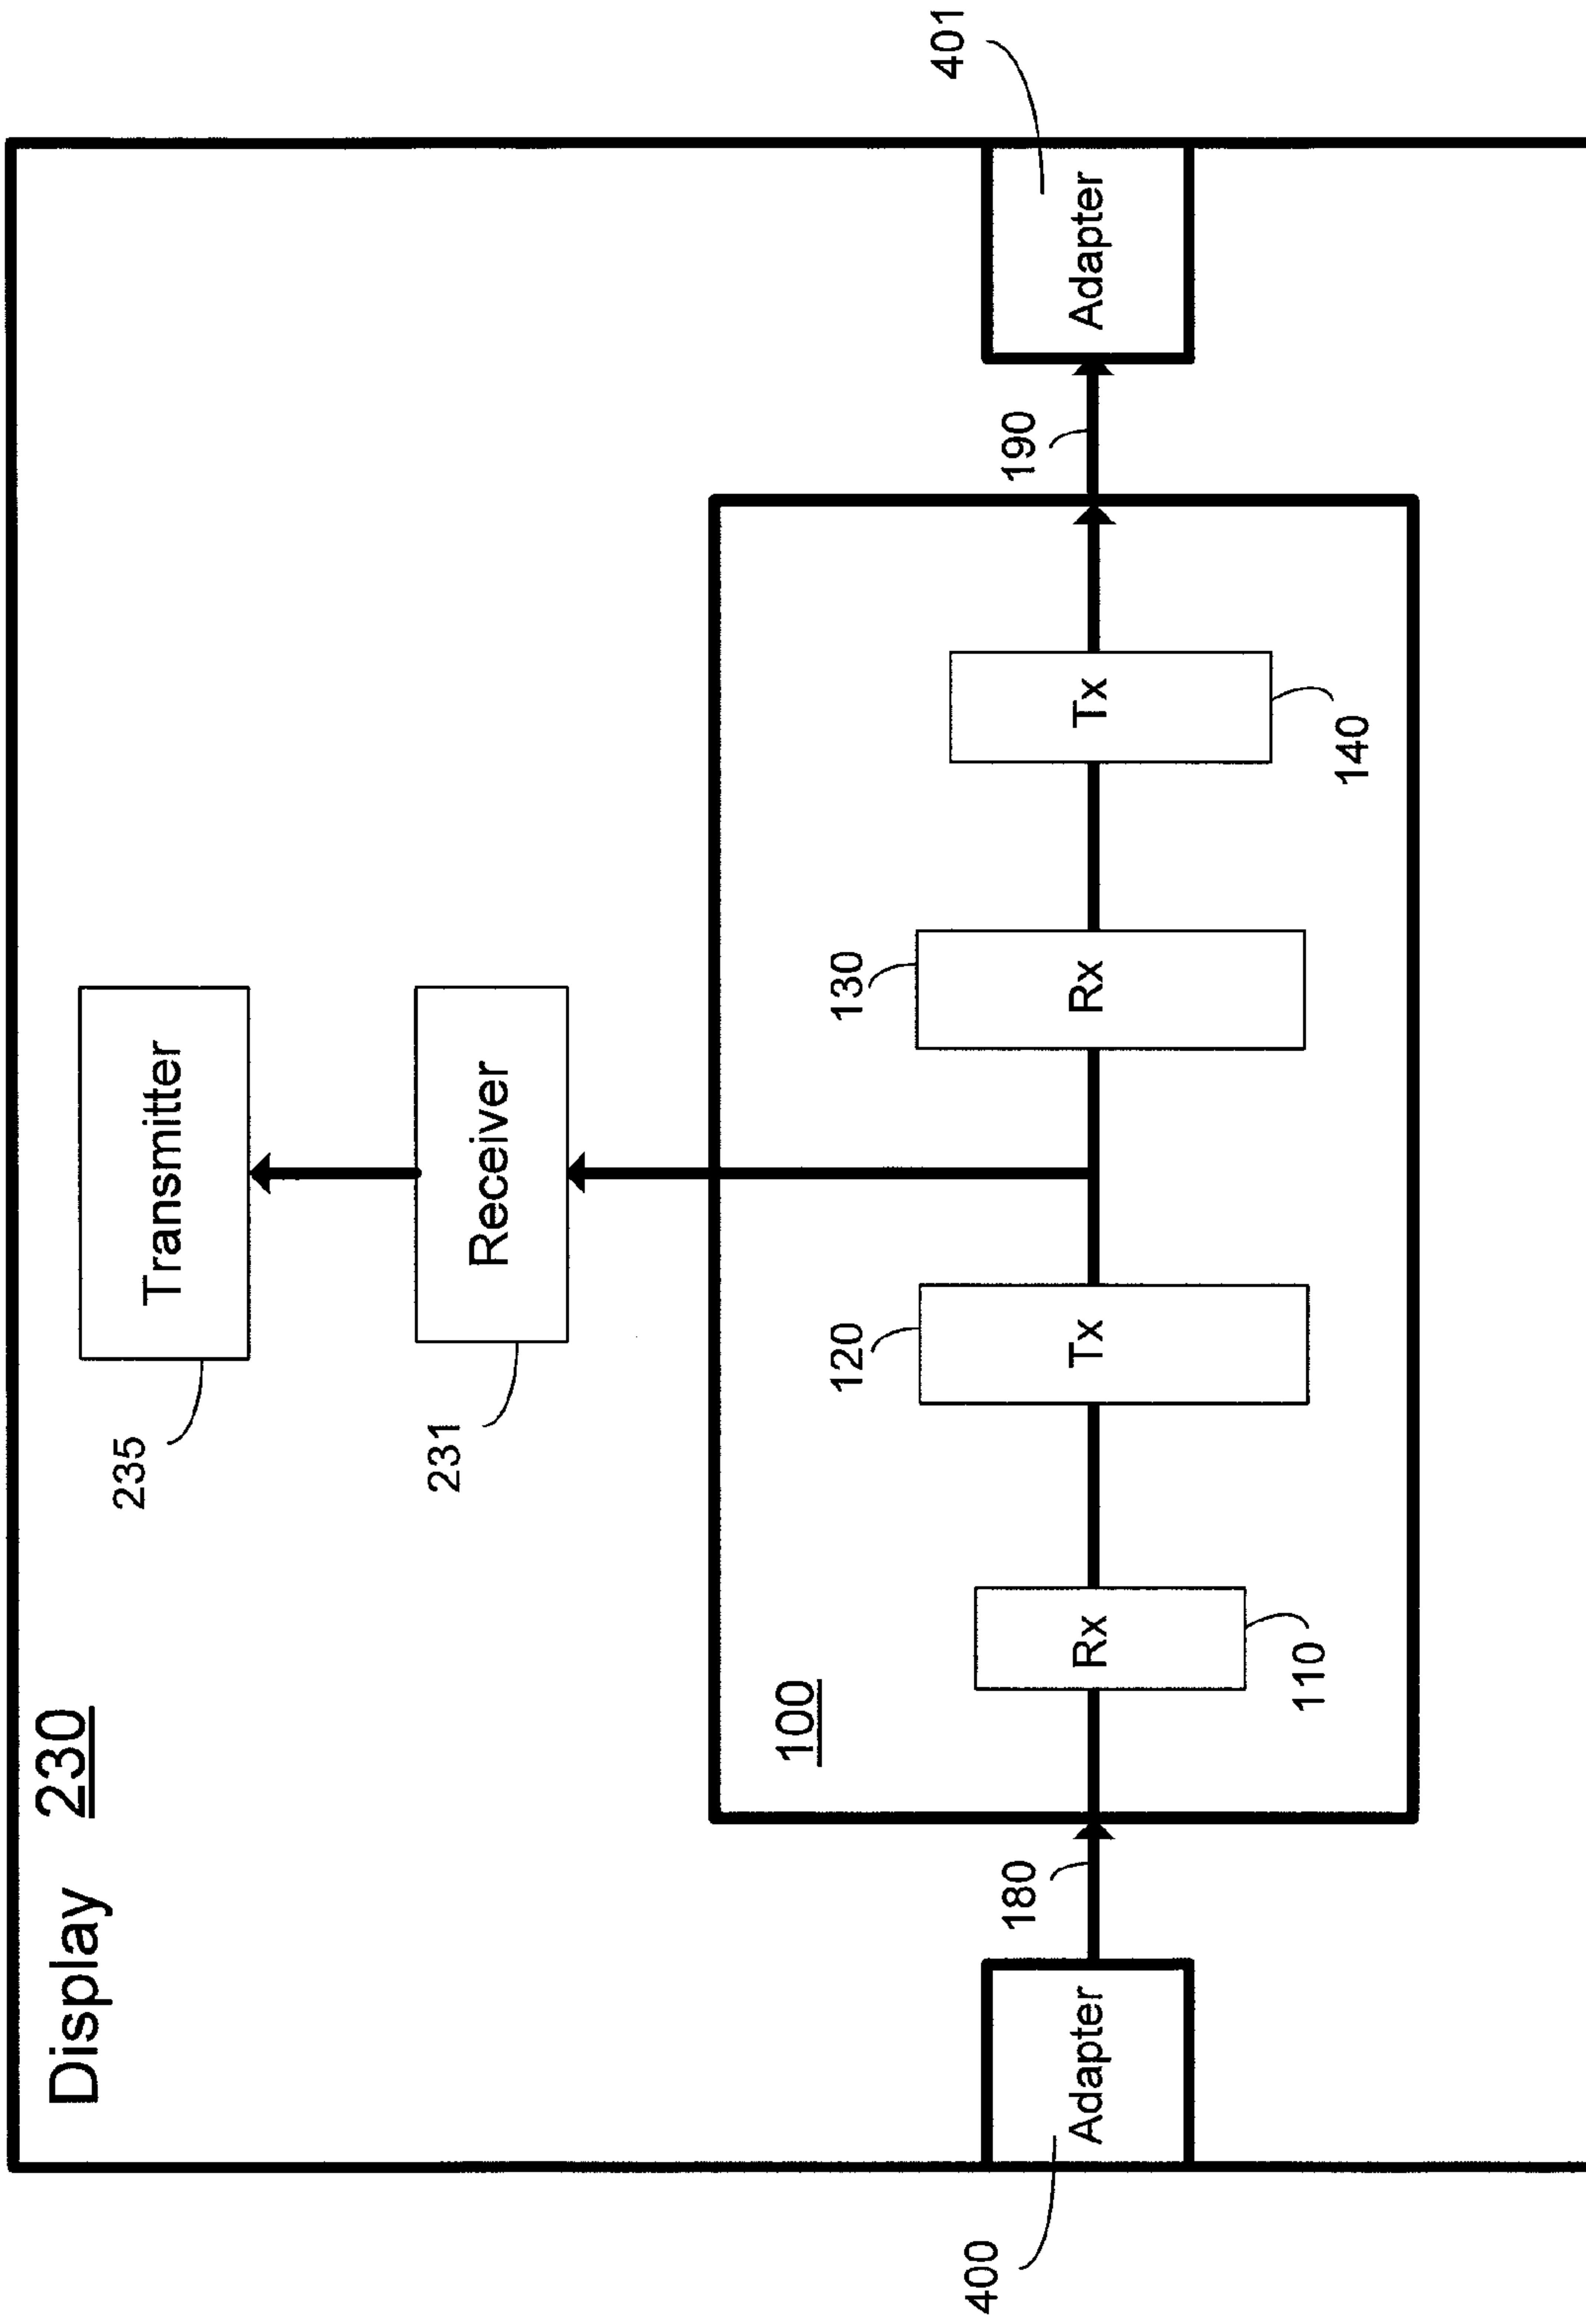 Display 230
235
Transmitter
231
Receiver
100
400
Adapter
180
110
Rx
120
Tx
130
Rx
140
Tx
190
Adapter
401